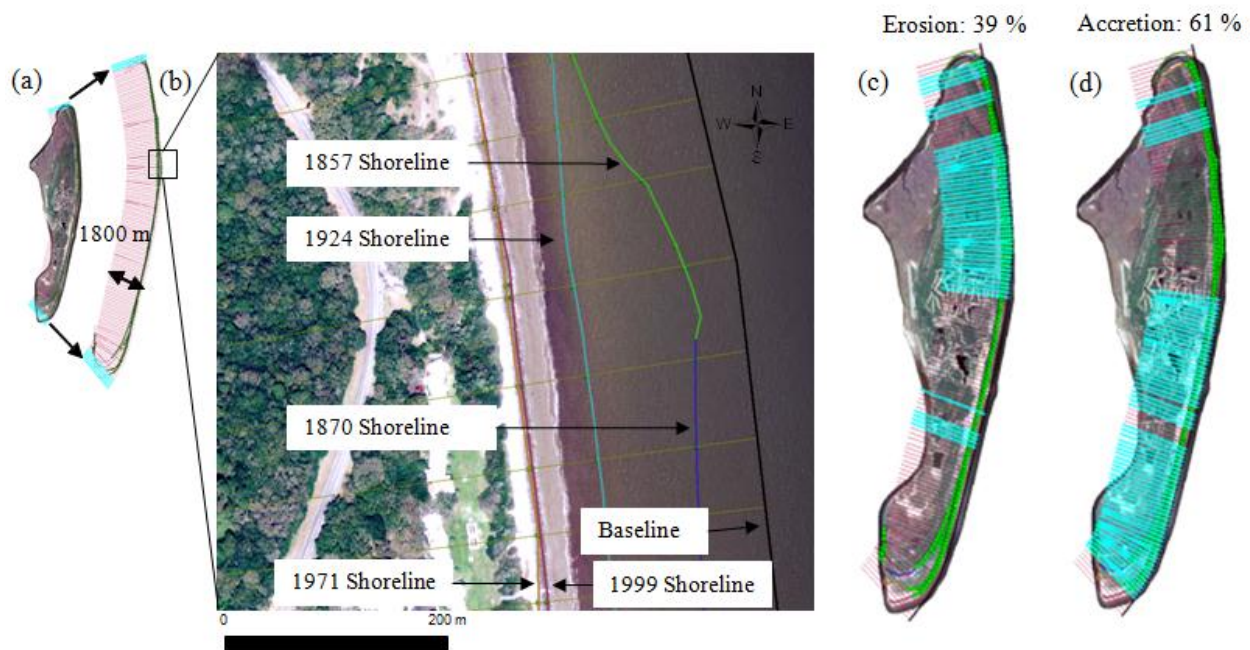 Erosion: 39 %
Accretion: 61 %
(a)
(b)
(c)
(d)
N
W
E
S
1857 Shoreline
1924 Shoreline
1800 m
1870 Shoreline
Baseline
1971 Shoreline
1999 Shoreline
0
200 m